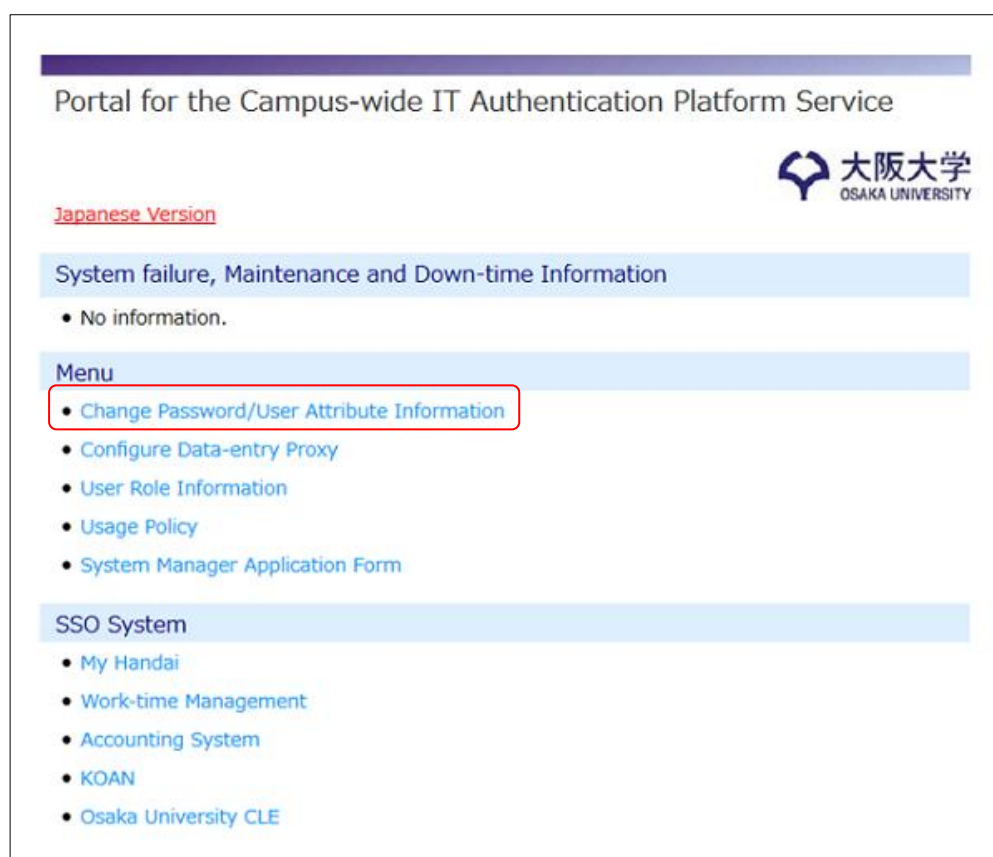 Portal for the Campus-wide IT Authentication Platform Service
大阪大学
OSAKA UNIVERSITY
Japanese Version
System failure, Maintenance and Down-time Information
• No information.
Menu
• Change Password/User Attribute Information
• Configure Data-entry Proxy
• User Role Information
• Usage Policy
• System Manager Application Form
SSO System
• My Handai
• Work-time Management
• Accounting System
• KOAN
• Osaka University CLE